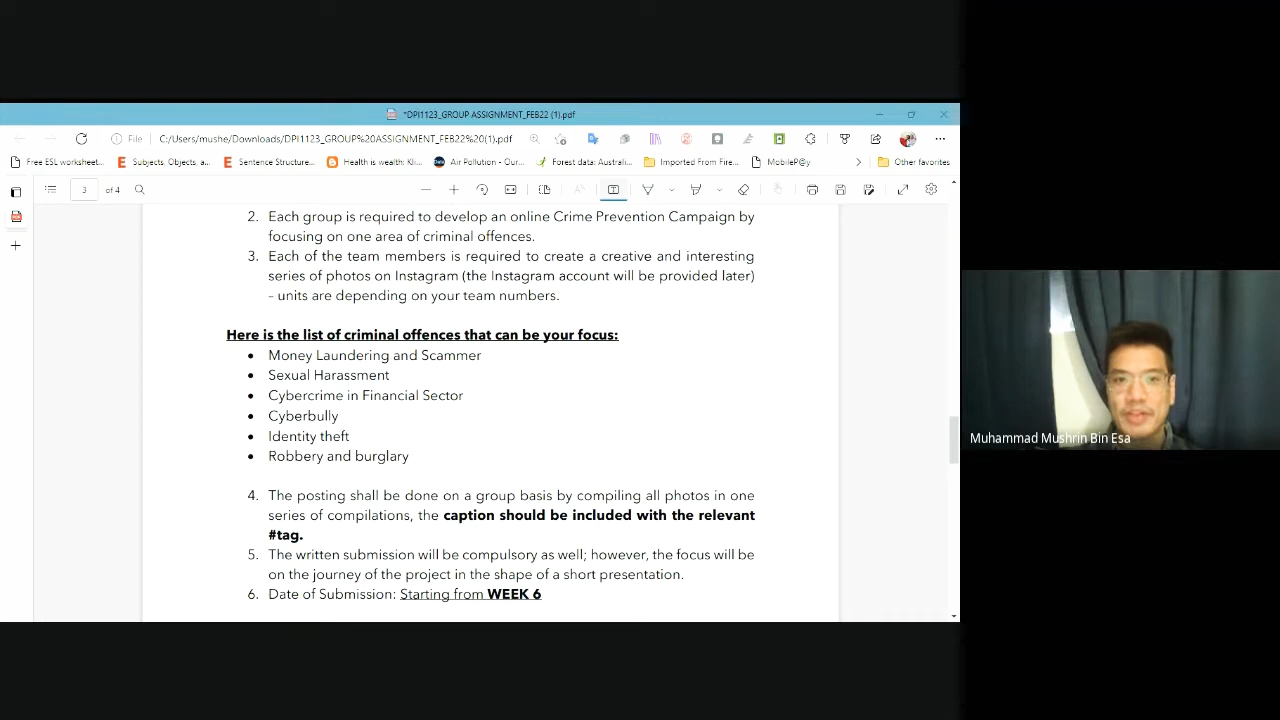 *DPI1123_GROUP ASSIGNMENT_FEB22 (1).pdf
File C:/Users/mushe/Downloads/DPI1123_GROUP%20ASSIGNMENT_FEB22%20(1).pdf
Free ESL worksheet... Subjects. Objects, a... Sentence Structure... Health is wealth: Kli... Air Pollution - Our... Forest data: Australi... Imported From Fire... MobileP@y Other favorites
3 of 4
2. Each group is required to develop an online Crime Prevention Campaign by
focusing on one area of criminal offences.
3. Each of the team members is required to create a creative and interesting
series of photos on Instagram (the Instagram account will be provided later)
– units are depending on your team numbers.
Here is the list of criminal offences that can be your focus:
• Money Laundering and Scammer
• Sexual Harassment
• Cybercrime in Financial Sector
• Cyberbully
• Identity theft
• Robbery and burglary
4. The posting shall be done on a group basis by compiling all photos in one
series of compilations, the caption should be included with the relevant
#tag.
5. The written submission will be compulsory as well; however, the focus will be
on the journey of the project in the shape of a short presentation.
6. Date of Submission: Starting from WEEK 6
Muhammad Mushrin Bin Esa